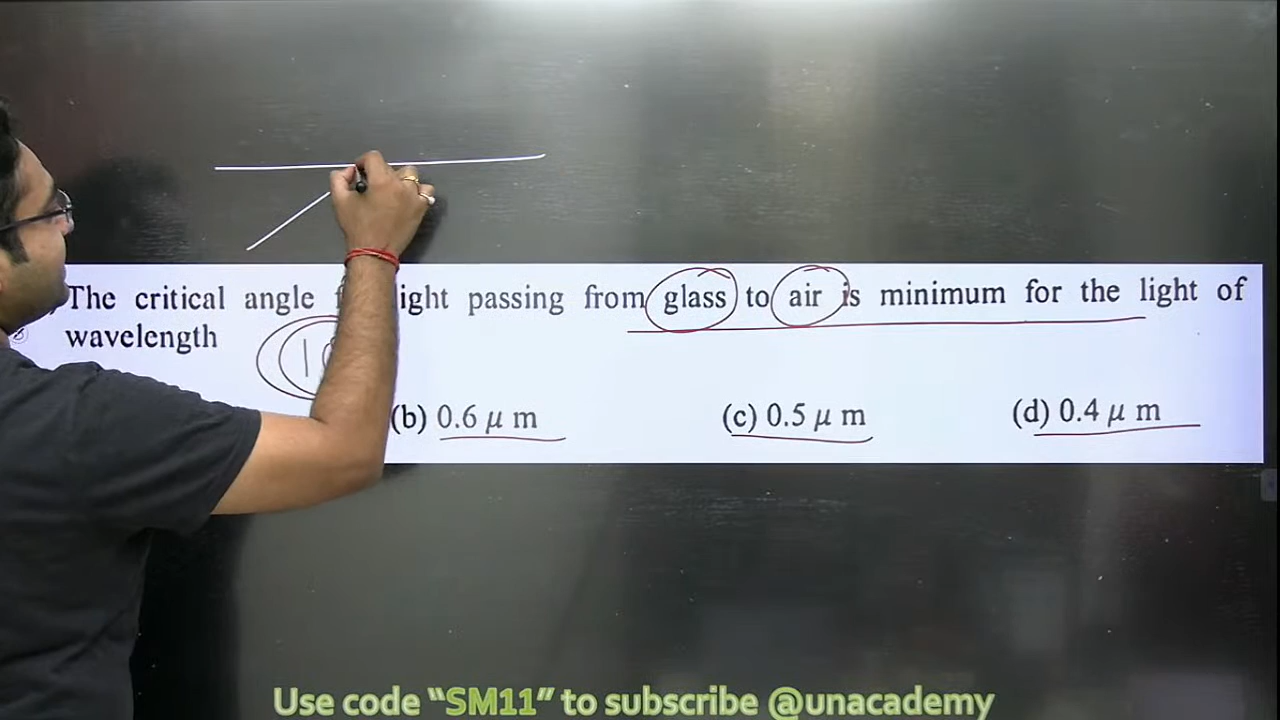 The critical angle light passing from glass to air is minimum for the light of
wavelength
(b) 0.6 μ m (c) 0.5 μ m (d) 0.4 μ m
Use code “SM11” to subscribe @unacademy